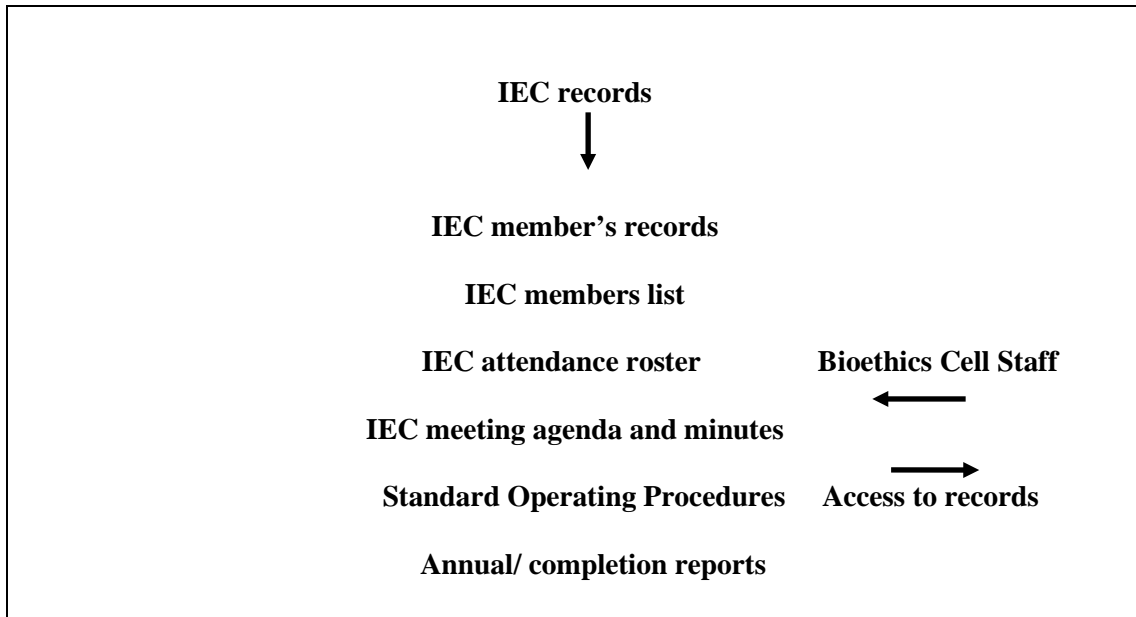 IEC records
IEC member’s records
IEC members list
IEC attendance roster Bioethics Cell Staff
IEC meeting agenda and minutes
Standard Operating Procedures Access to records
Annual/ completion reports